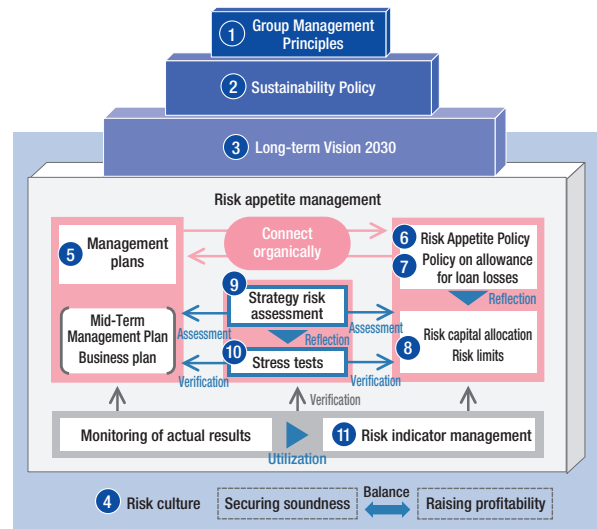 1 Group Management
Principles
2 Sustainability Policy
3 Long-term Vision 2030
Risk appetite management
5 Management
plans
Connect
organically
6 Risk Appetite Policy
7 Policy on allowance
for loan losses
Reflection
9 Strategy risk
assessment
Mid-Term
Management Plan
Business plan
Assessment
Reflection
Assessment
8 Risk capital allocation
Risk limits
10 Stress tests
Verification
Verification
Verification
Monitoring of actual results
Utilization
11 Risk indicator management
4 Risk culture
Securing soundness
Balance
Raising profitability